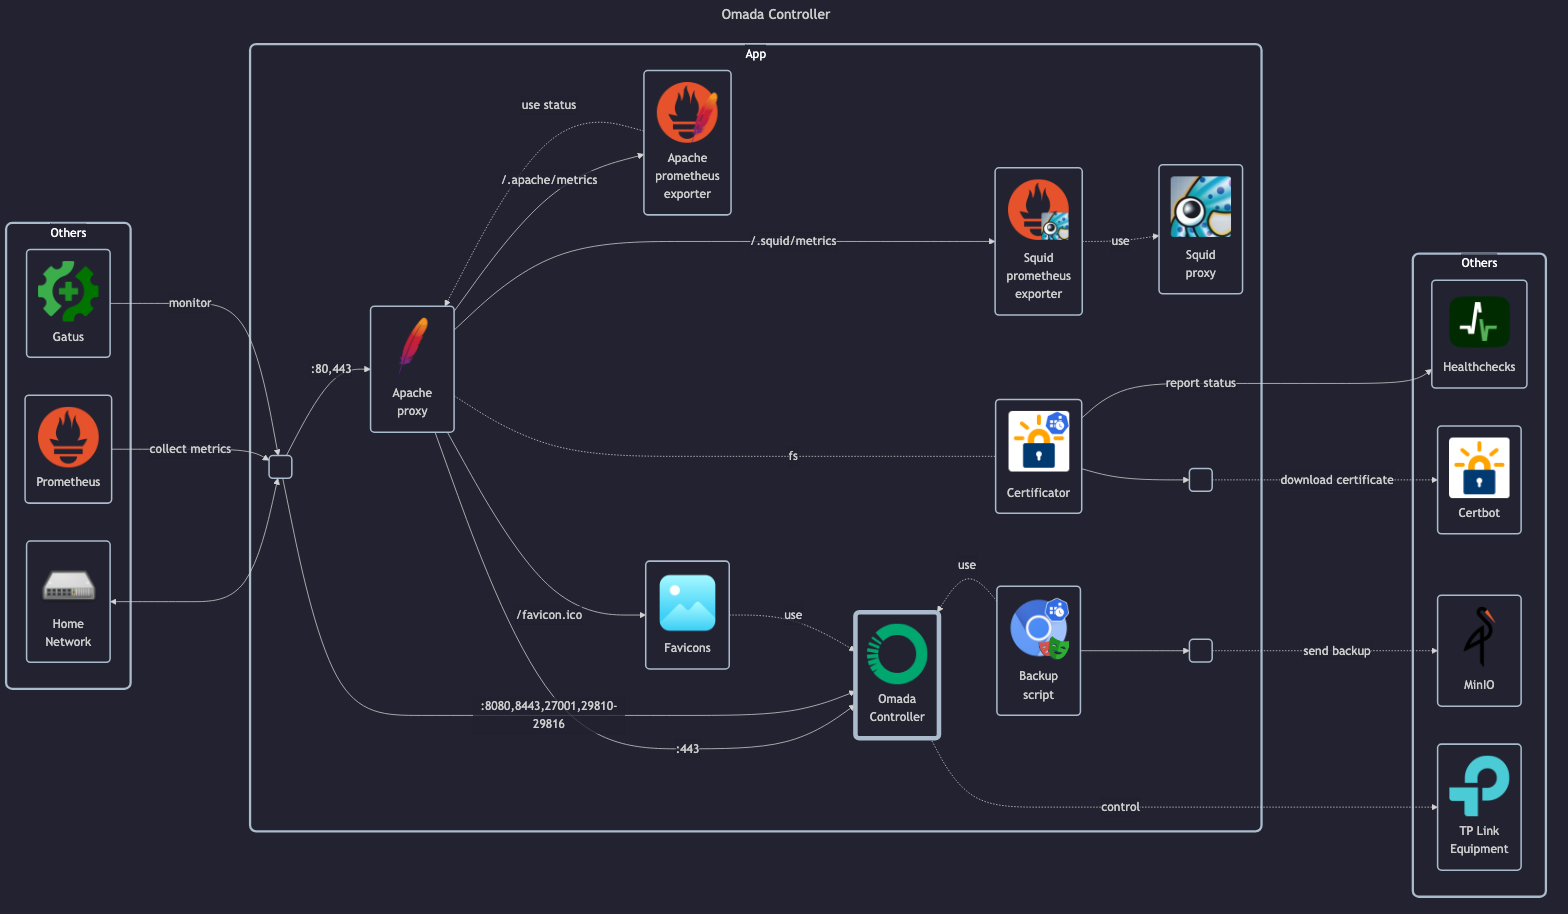 Omada Controller
App
use status
Apache
prometheus
exporter
/.apache/metrics
Others
Gatus
monitor
Prometheus
collect metrics
Home
Network
:80,443
Apache
proxy
/.squid/metrics
Squid
prometheus
exporter
use
Squid
proxy
fs
Certificator
report status
download certificate
/favicon.ico
Favicons
use
use
Omada
Controller
Backup
script
send backup
:8080,8443,27001,29810-
29816
:443
control
Others
Healthchecks
Certbot
MinIO
TP Link
Equipment